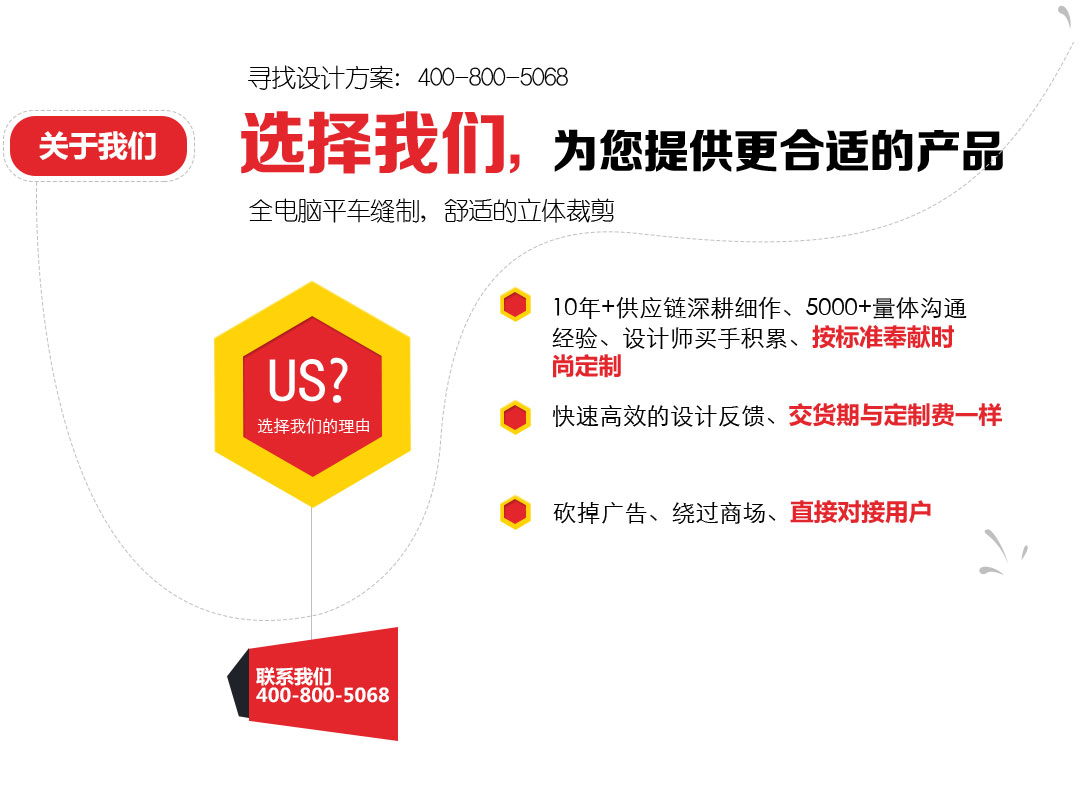 寻找设计方案：400-800-5068
关于我们
选择我们，为您提供更合适的产品
全电脑平车缝制，舒适的立体裁剪
US?
选择我们的理由
10年+供应链深耕细作、5000+量体沟通
经验、设计师买手积累、按标准奉献时
尚定制
快速高效的设计反馈、交货期与定制费一样
砍掉广告、绕过商场、直接对接用户
联系我们
400-800-5068